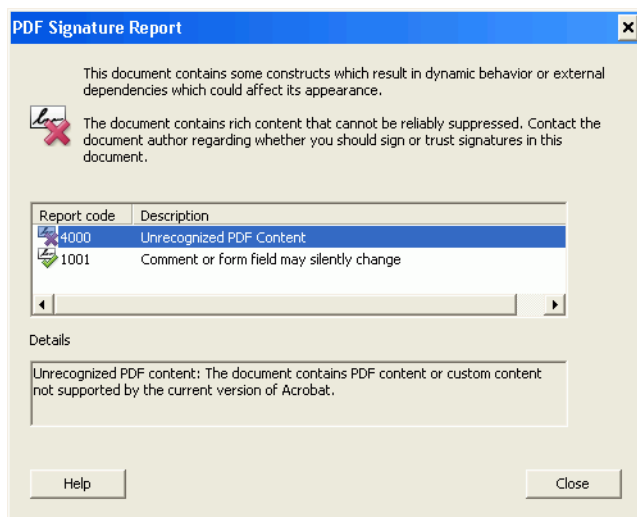 PDF Signature Report
This document contains some constructs which result in dynamic behavior or external
dependencies which could affect its appearance.
The document contains rich content that cannot be reliably suppressed. Contact the
document author regarding whether you should sign or trust signatures in this
document.
Report code Description
4000 Unrecognized PDF Content
1001 Comment or form field may silently change
Details
Unrecognized PDF content: The document contains PDF content or custom content
not supported by the current version of Acrobat.
Help Close